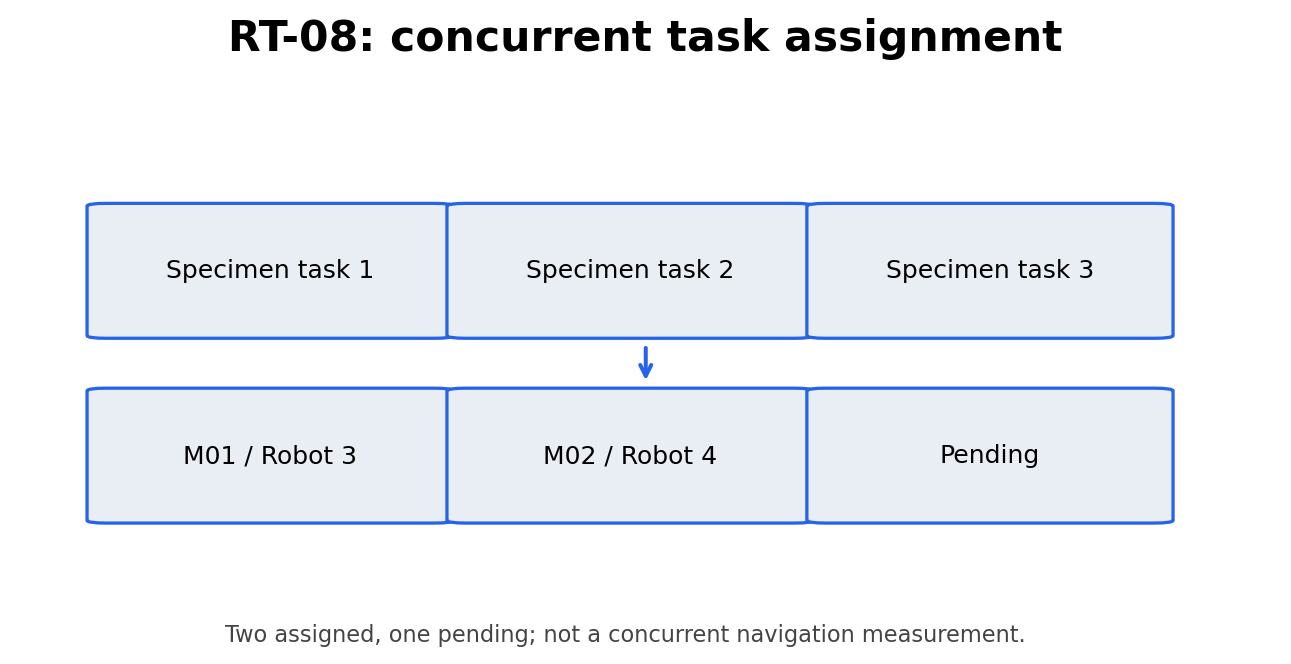 RT-08: concurrent task assignment
Specimen task 1
Specimen task 2
Specimen task 3
M01 / Robot 3
M02 / Robot 4
Pending
Two assigned, one pending; not a concurrent navigation measurement.